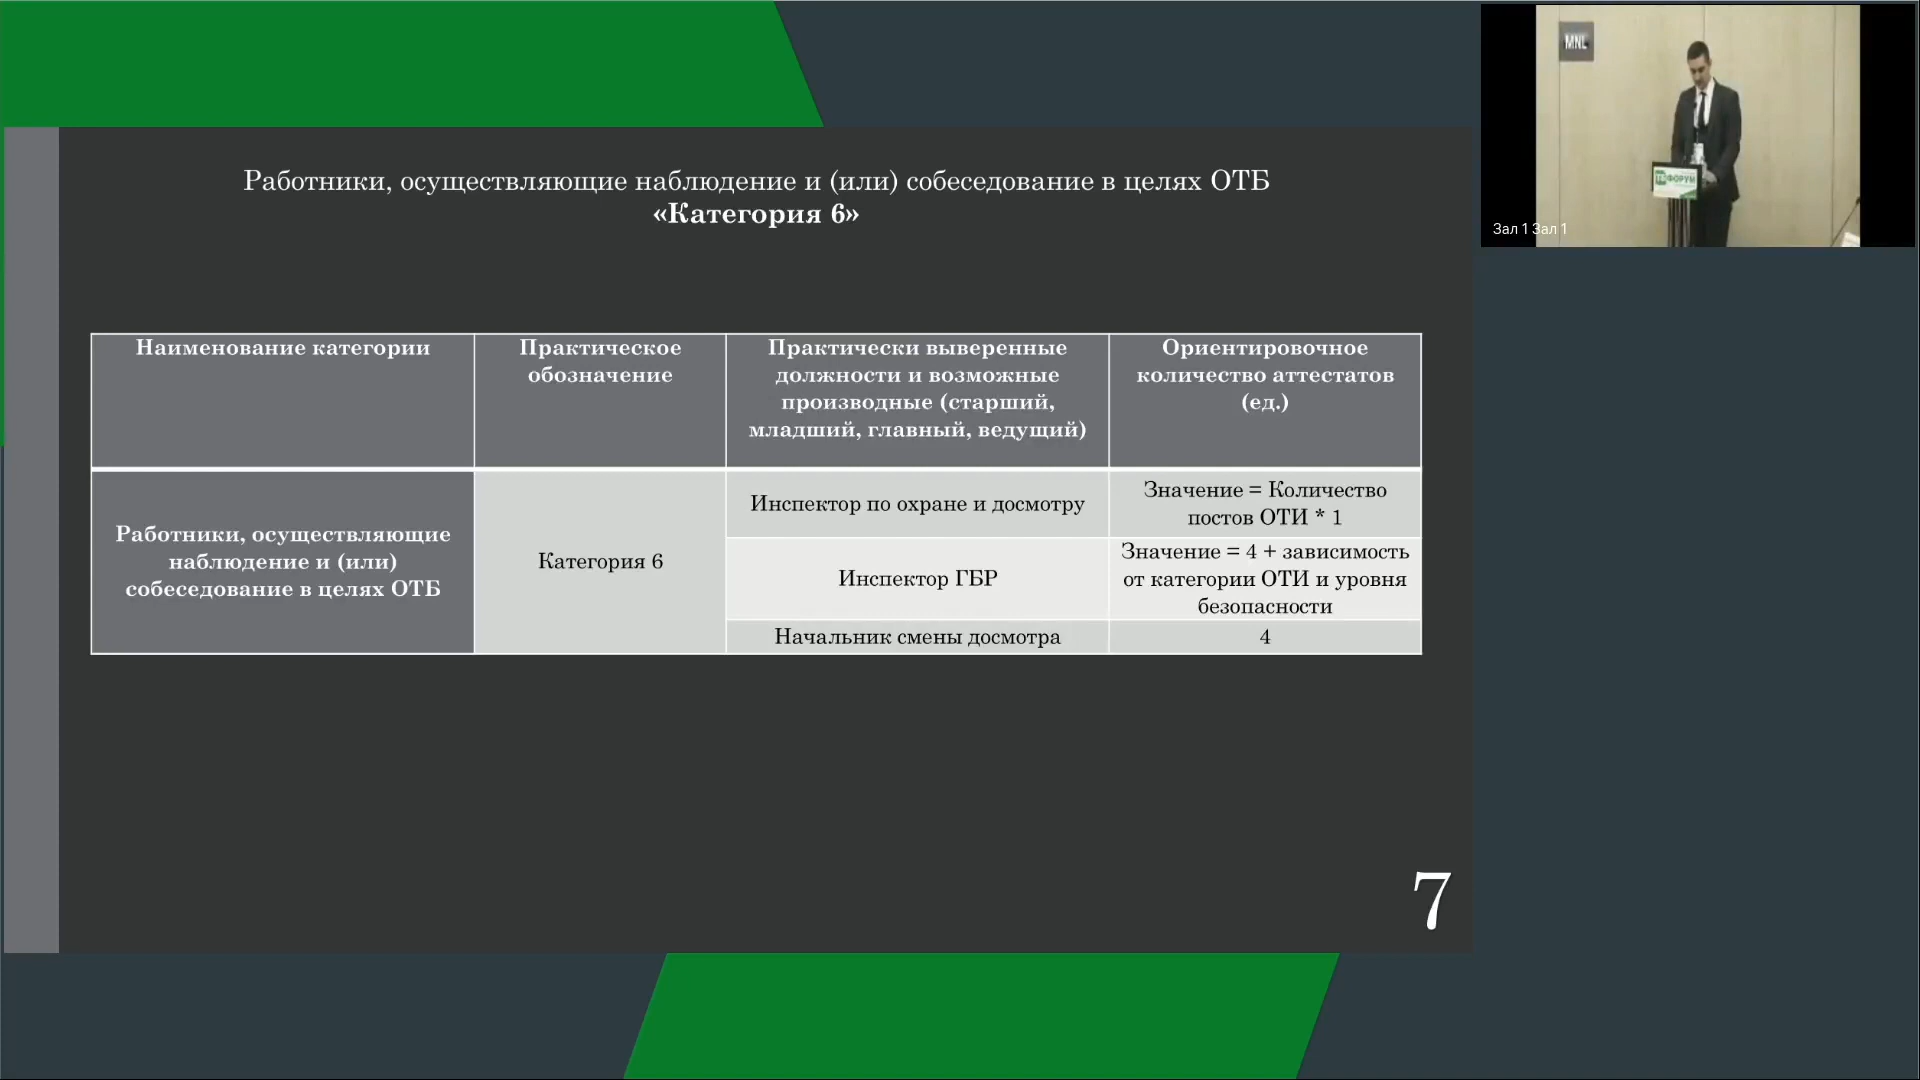 MNL
ТБ ФОРУМ
Зал 1 Зал 1
Работники, осуществляющие наблюдение и (или) собеседование в целях ОТБ
«Категория 6»
Наименование категории
Практическое
обозначение
Практически выверенные
должности и возможные
производные (старший,
младший, главный, ведущий)
Ориентировочное
количество аттестатов
(ед.)
Работники, осуществляющие
наблюдение и (или)
собеседование в целях ОТБ
Категория 6
Инспектор по охране и досмотру
Значение = Количество
постов ОТИ * 1
Инспектор ГБР
Значение = 4 + зависимость
от категории ОТИ и уровня
безопасности
Начальник смены досмотра
4
7